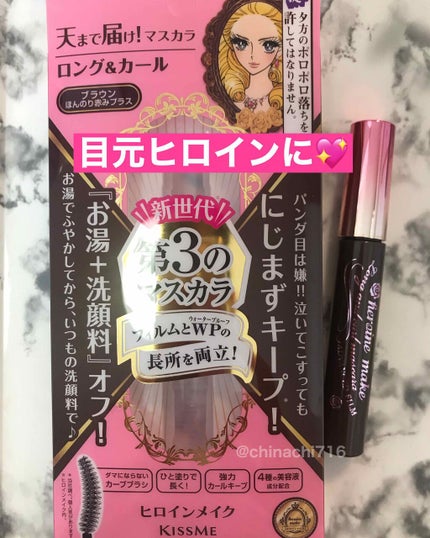 天まで届け!マスカラ
ロング&カール
ブラウン
ほんのり赤みプラス
夕方のポロポロ落ちを
許してはなりません。
目元ヒロインに💖
新世代
第3の
マスカラ
フィルムとWPの
ウォータープルーフ
長所を両立!
パンダ目は嫌!!泣いてこすっても
にじまずキープ!
『お湯+洗顔料』オフ!
お湯でふやかしてから、いつもの洗顔料で♪
ダマにならない
カーブブラシ
ひと塗りで
長く!
強力
カールキープ
4種の美容液
成分配合
ヒロインメイク
KISSME
heroine make
@chinachi716